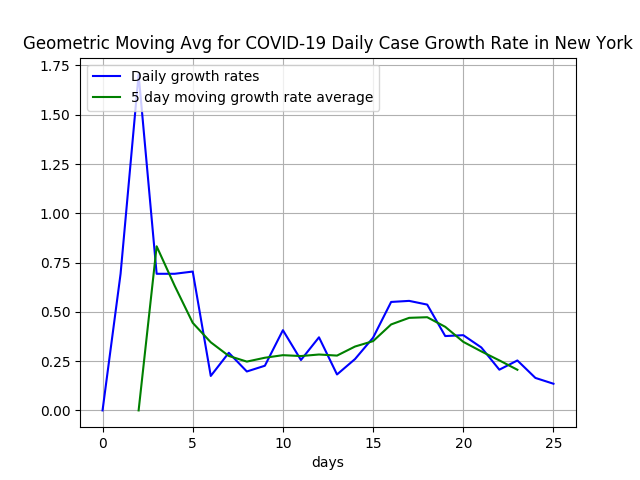 Geometric Moving Avg for COVID-19 Daily Case Growth Rate in New York
Daily growth rates
5 day moving growth rate average
1.75
1.50
1.25
1.00
0.75
0.50
0.25
0.00
0 5 10 15 20 25
days